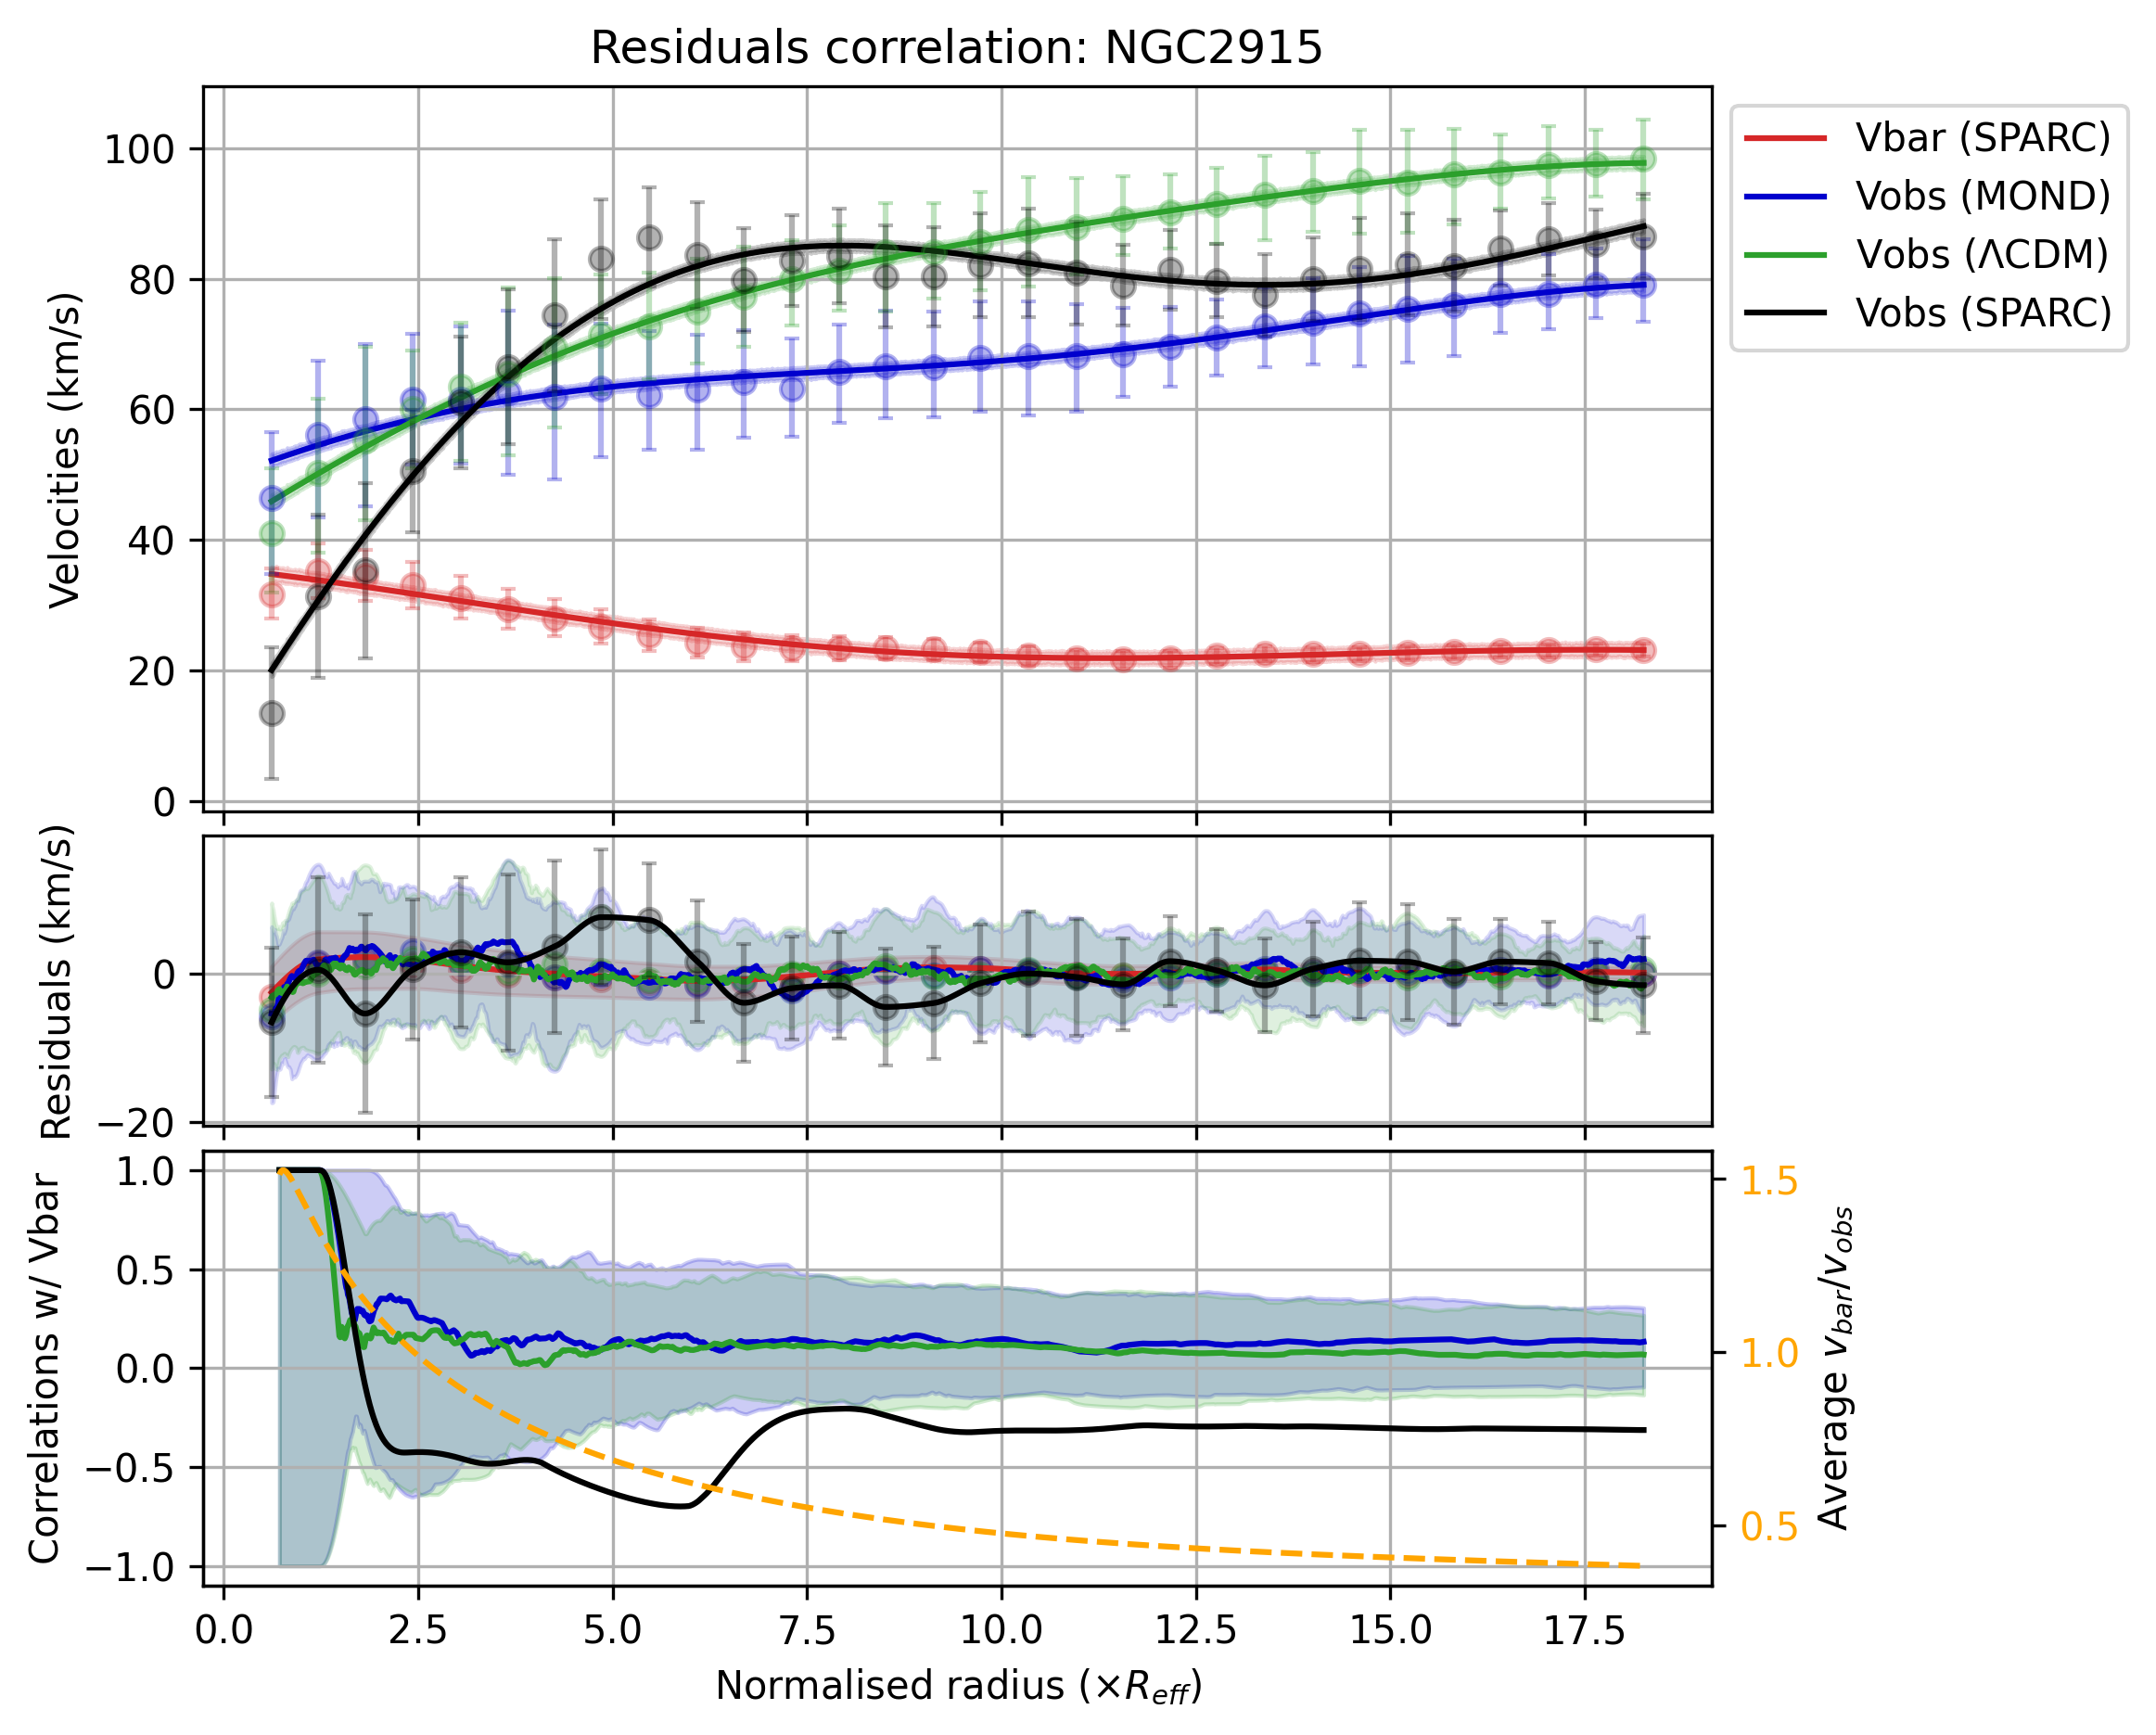 Residuals correlation: NGC2915
Velocities (km/s)
100
80
60
40
20
0
Vbar (SPARC)
Vobs (MOND)
Vobs (ΛCDM)
Vobs (SPARC)
Residuals (km/s)
0
−20
Correlations w/ Vbar
1.0
0.5
0.0
−0.5
−1.0
1.5
1.0
0.5
Average v_bar/v_obs
0.0 2.5 5.0 7.5 10.0 12.5 15.0 17.5
Normalised radius (×R_eff)